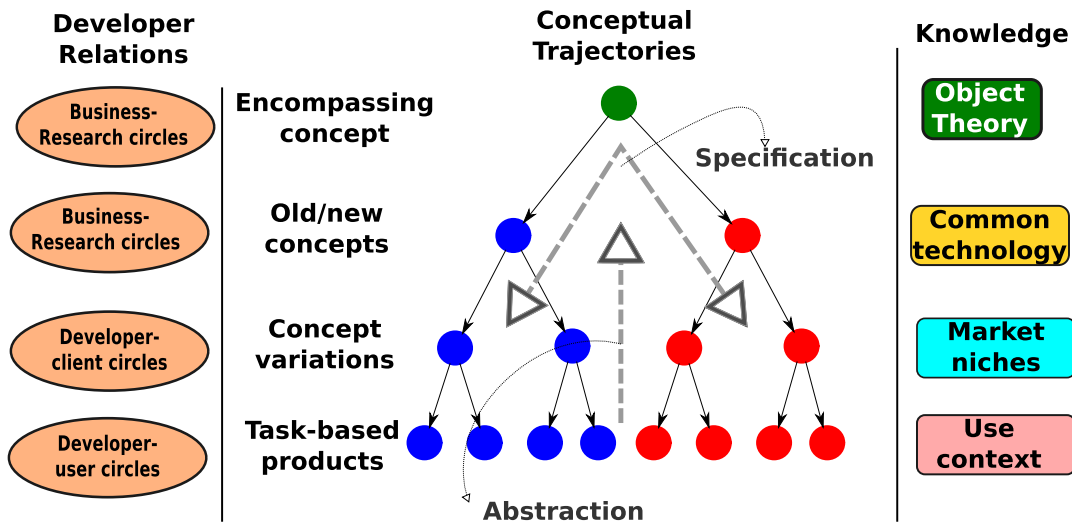 Developer
Relations
Conceptual
Trajectories
Knowledge
Business-
Research circles
Encompassing
concept
Object
Theory
Specification
Business-
Research circles
Old/new
concepts
Common
technology
Developer-
client circles
Concept
variations
Market
niches
Developer-
user circles
Task-based
products
Use
context
Abstraction